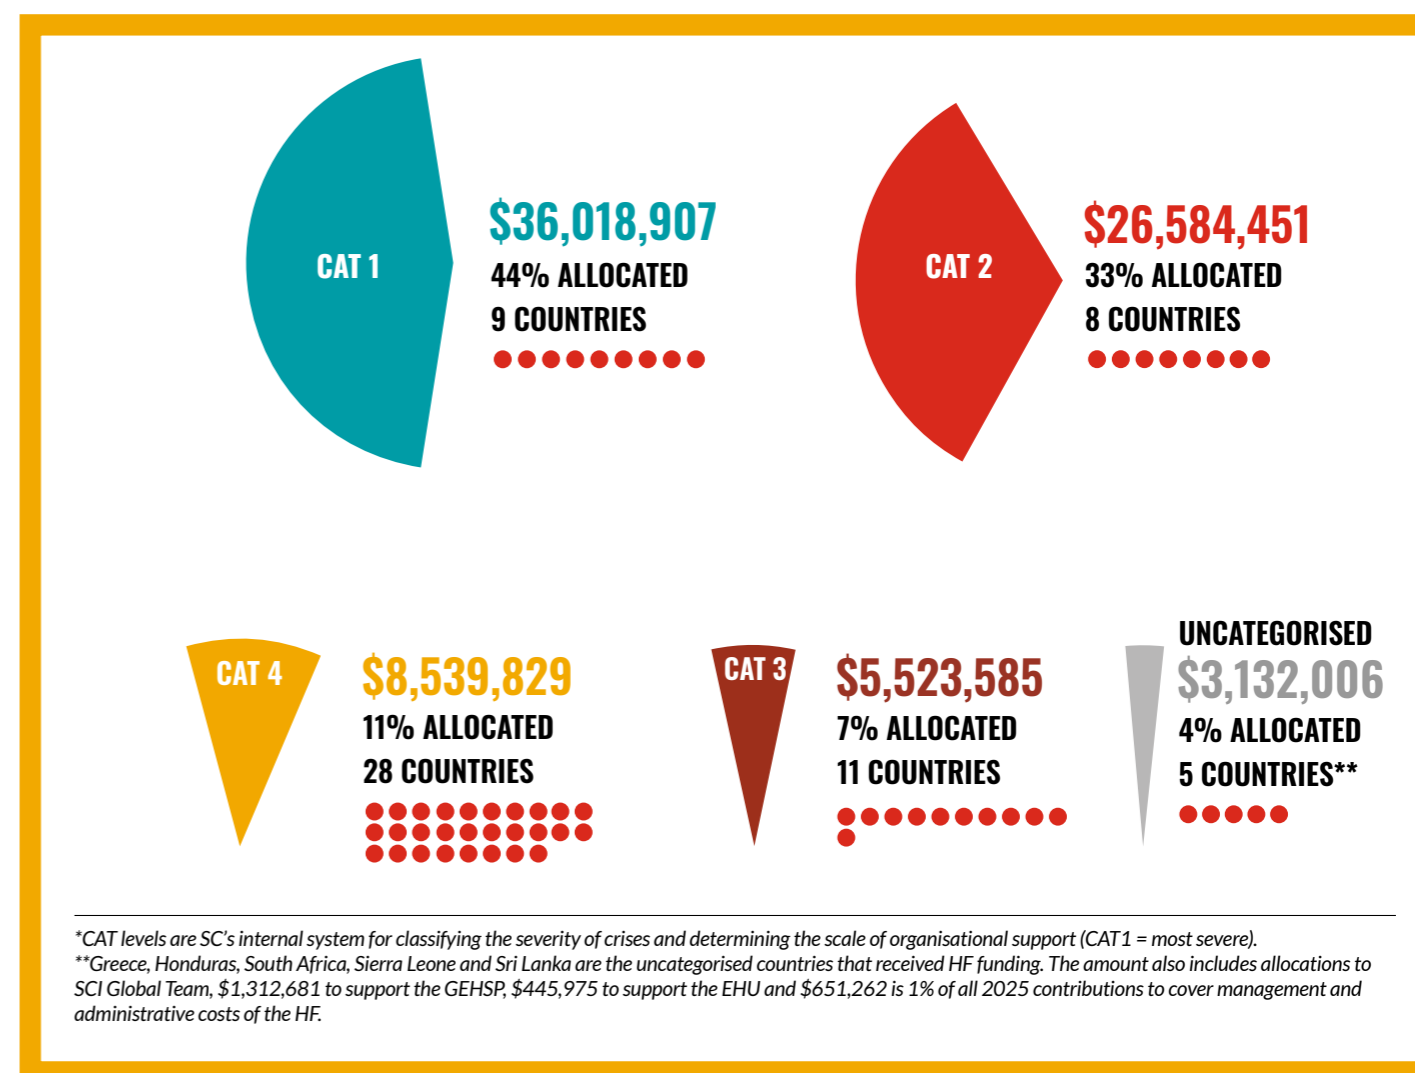 CAT 1
$36,018,907
44% ALLOCATED
9 COUNTRIES
CAT 2
$26,584,451
33% ALLOCATED
8 COUNTRIES
CAT 4
$8,539,829
11% ALLOCATED
28 COUNTRIES
CAT 3
$5,523,585
7% ALLOCATED
11 COUNTRIES
UNCATEGORISED
$3,132,006
4% ALLOCATED
5 COUNTRIES**
*CAT levels are SC's internal system for classifying the severity of crises and determining the scale of organisational support (CAT1 = most severe).
**Greece, Honduras, South Africa, Sierra Leone and Sri Lanka are the uncategorised countries that received HF funding. The amount also includes allocations to
SCI Global Team, $1,312,681 to support the GEHSP, $445,975 to support the EHU and $651,262 is 1% of all 2025 contributions to cover management and
administrative costs of the HF.